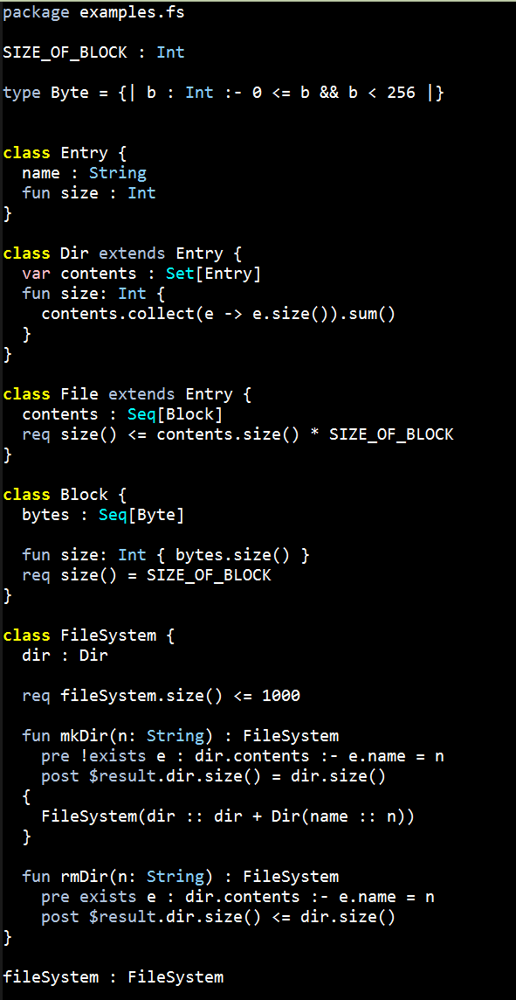 package examples.fs
SIZE_OF_BLOCK : Int
type Byte = {| b : Int :- 0 <= b && b < 256 |}
class Entry {
  name : String
  fun size : Int
}
class Dir extends Entry {
  var contents : Set[Entry]
  fun size: Int {
    contents.collect(e -> e.size()).sum()
  }
}
class File extends Entry {
  contents : Seq[Block]
  req size() <= contents.size() * SIZE_OF_BLOCK
}
class Block {
  bytes : Seq[Byte]
  fun size: Int { bytes.size() }
  req size() = SIZE_OF_BLOCK
}
class FileSystem {
  dir : Dir
  req fileSystem.size() <= 1000
  fun mkDir(n: String) : FileSystem
    pre !exists e : dir.contents :- e.name = n
    post $result.dir.size() = dir.size()
  {
    FileSystem(dir :: dir + Dir(name :: n))
  }
  fun rmDir(n: String) : FileSystem
    pre exists e : dir.contents :- e.name = n
    post $result.dir.size() <= dir.size()
}
fileSystem : FileSystem